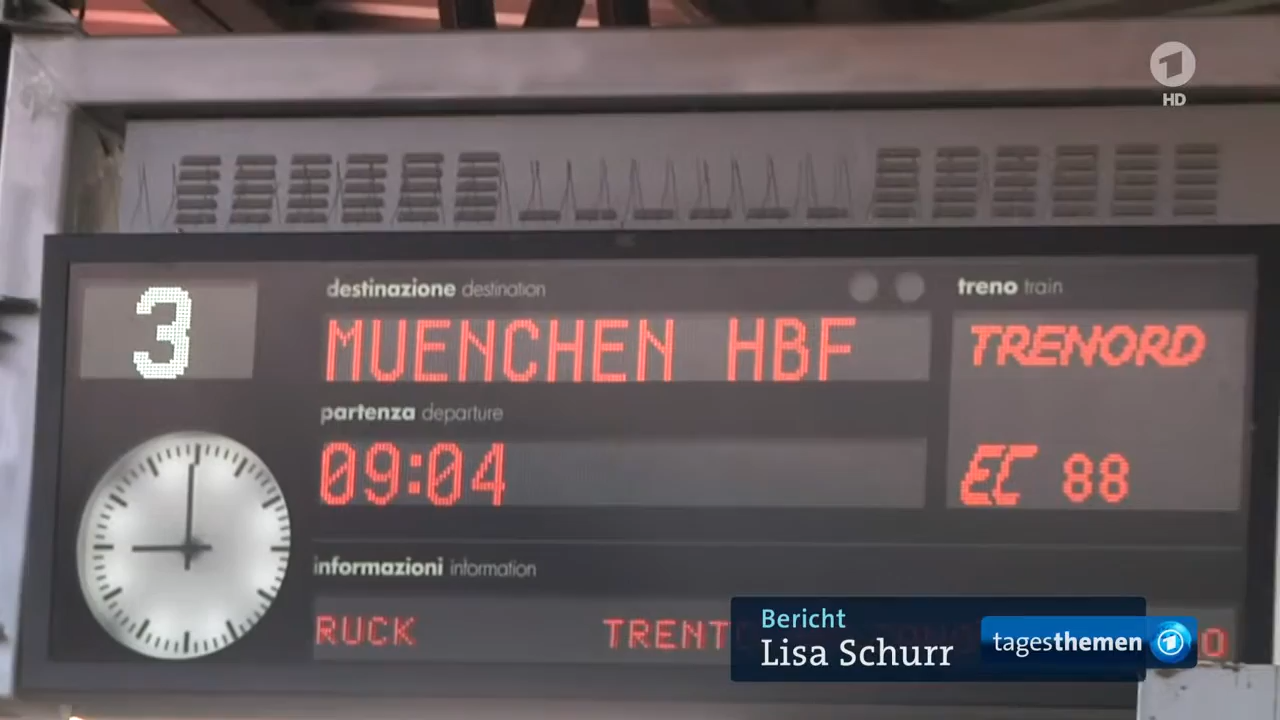 HD
3
destinazione destination
treno train
MUENCHEN HBF
TRENORD
partenza departure
09:04
EC 88
informazioni information
RUCK
Bericht
Lisa Schurr
tagesthemen